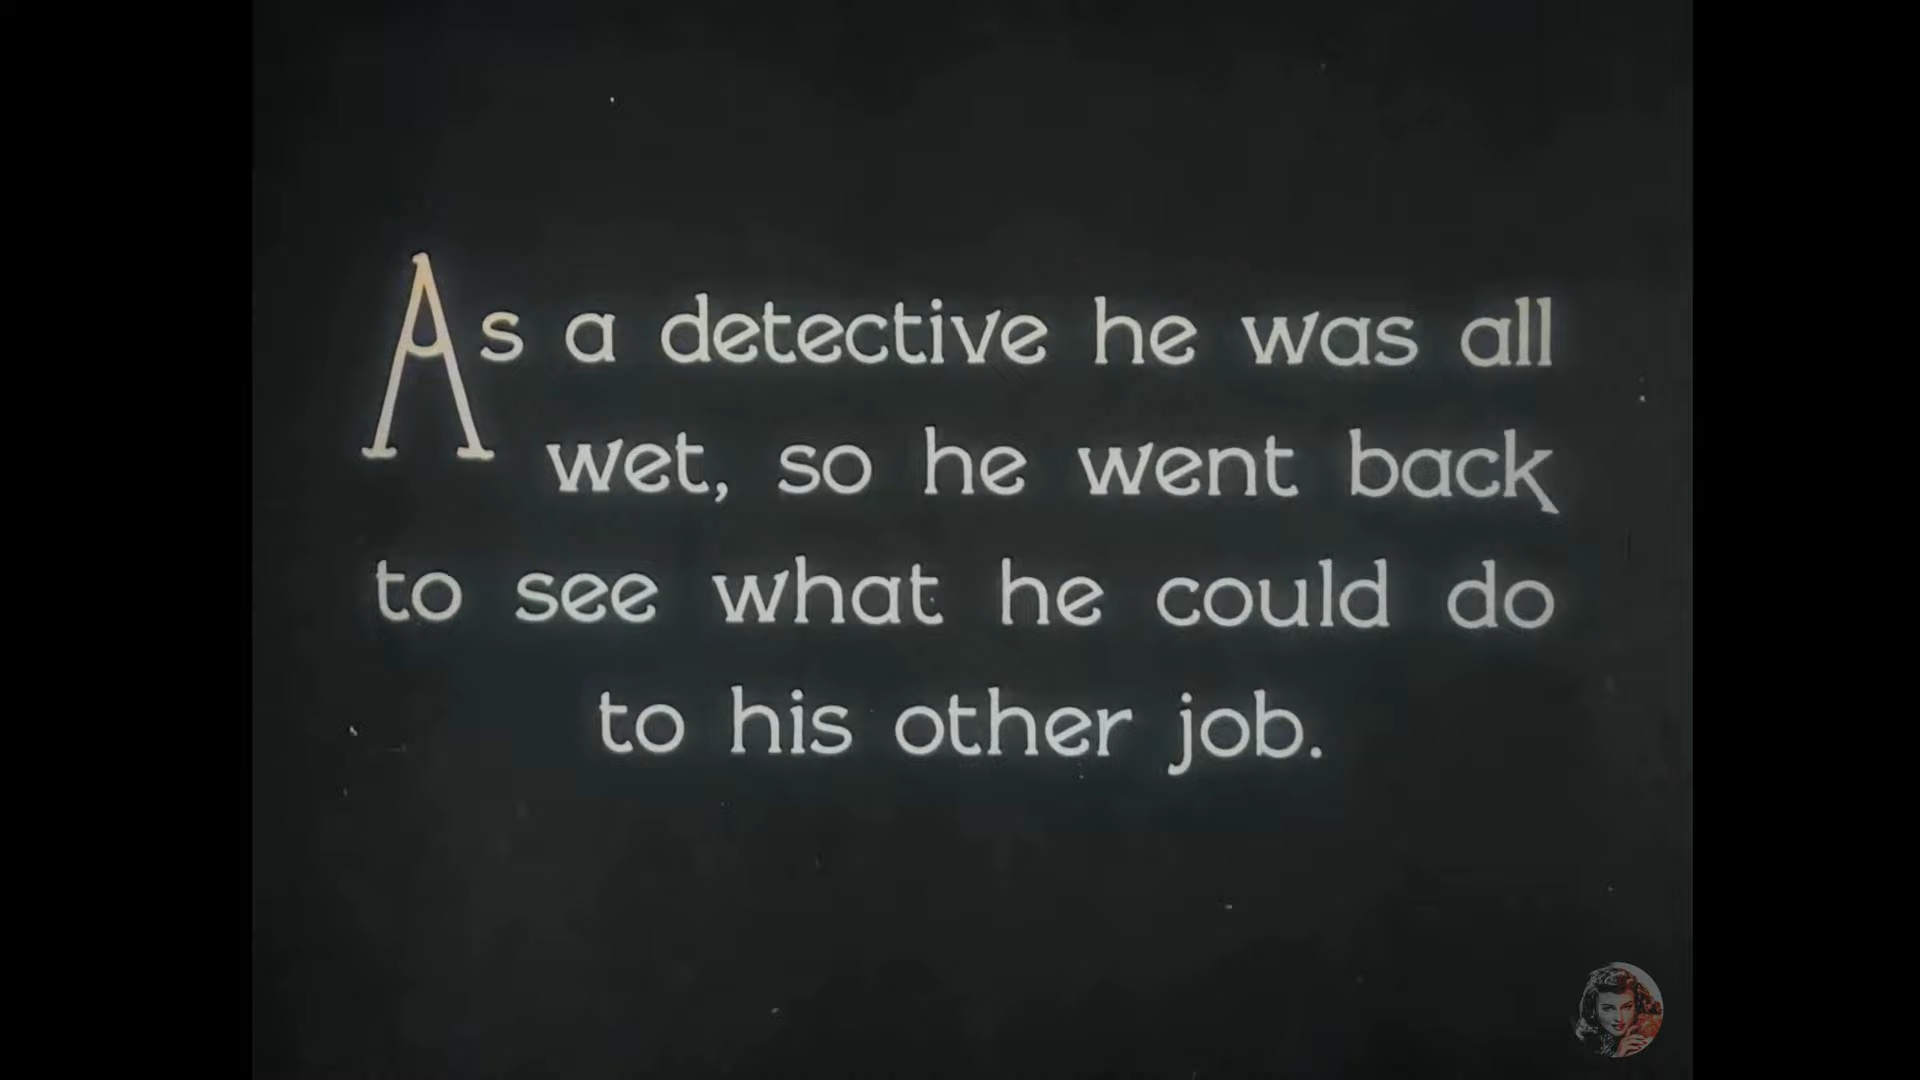 As a detective he was all
wet, so he went back
to see what he could do
to his other job.